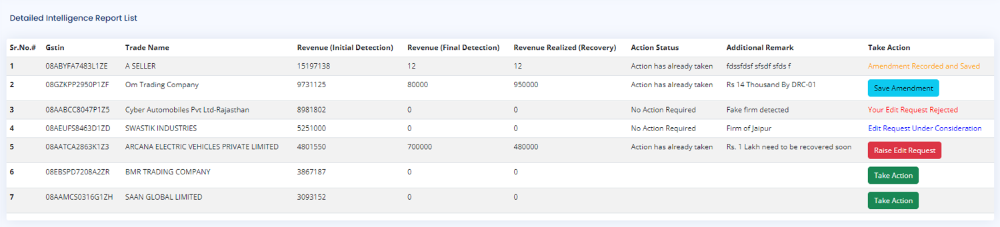 Detailed Intelligence Report List
Sr.No.# Gstin Trade Name Revenue (Initial Detection) Revenue (Final Detection) Revenue Realized (Recovery) Action Status Additional Remark Take Action
1 08ABYFA7483L1ZE A SELLER 15197138 12 12 Action has already taken fdssfdsf sfsdf sfds f Amendment Recorded and Saved
2 08GZKPP2950P1ZF Om Trading Company 9731125 80000 950000 Action has already taken Rs 14 Thousand By DRC-01 Save Amendment
3 08AABCC8047P1Z5 Cyber Automobiles Pvt Ltd-Rajasthan 8981802 0 0 No Action Required Fake firm detected Your Edit Request Rejected
4 08AEUFS8463D1ZD SWASTIK INDUSTRIES 5251000 0 0 No Action Required Firm of Jaipur Edit Request Under Consideration
5 08AATCA2863K1Z3 ARCANA ELECTRIC VEHICLES PRIVATE LIMITED 4801550 700000 480000 Action has already taken Rs. 1 Lakh need to be recovered soon Raise Edit Request
6 08EBSPD7208A2ZR BMR TRADING COMPANY 3867187 0 0 Take Action
7 08AAMCS0316G1ZH SAAN GLOBAL LIMITED 3093152 0 0 Take Action